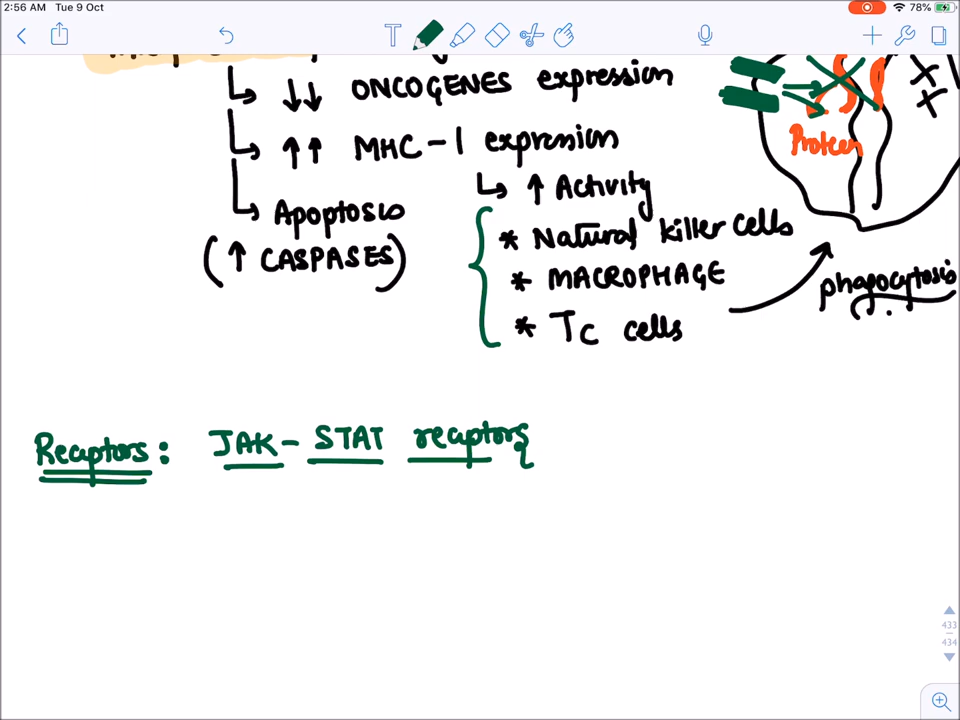 2:56 AM Tue 9 Oct
78%
T
↳ ↓↓ ONCOGENES expression
↳ ↑↑ MHC-1 expression
↳ ↑ Activity
↳ Apoptosis
(↑ CASPASES)
* Natural killer cells
* MACROPHAGE
* Tc cells
Protein
phagocytosis
Receptors: JAK - STAT receptors
433
434